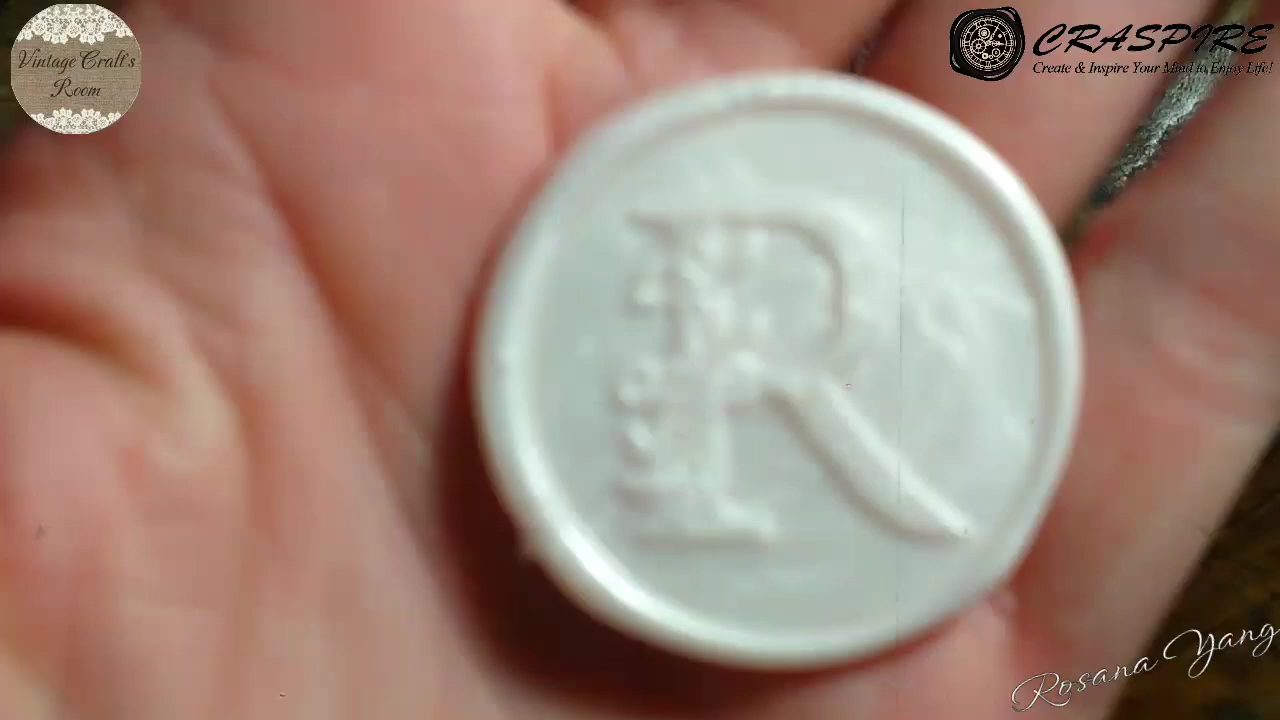 Vintage Craft's
Room
CRASPIRE
Create & Inspire Your Mind to Enjoy Life!
R
Rosana Yang